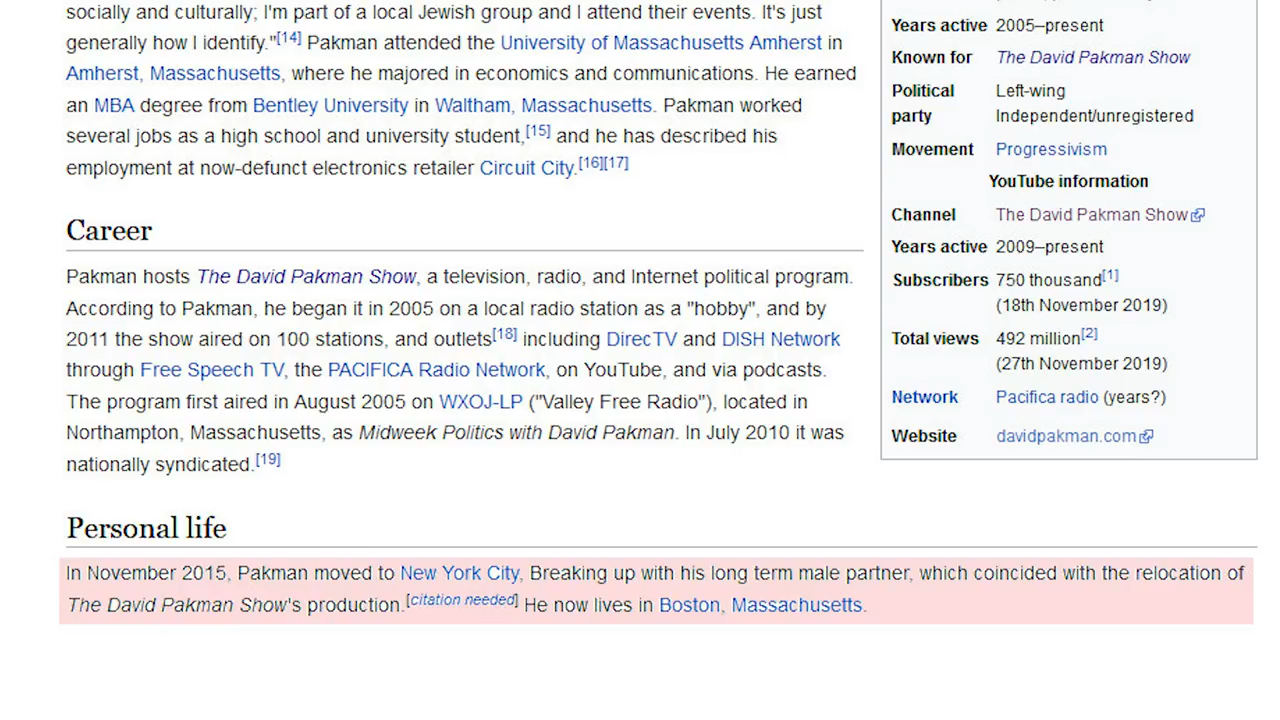 socially and culturally; I'm part of a local Jewish group and I attend their events. It's just
generally how I identify."[14] Pakman attended the University of Massachusetts Amherst in
Amherst, Massachusetts, where he majored in economics and communications. He earned
an MBA degree from Bentley University in Waltham, Massachusetts. Pakman worked
several jobs as a high school and university student,[15] and he has described his
employment at now-defunct electronics retailer Circuit City.[16][17]
Career
Pakman hosts The David Pakman Show, a television, radio, and Internet political program.
According to Pakman, he began it in 2005 on a local radio station as a "hobby", and by
2011 the show aired on 100 stations, and outlets[18] including DirecTV and DISH Network
through Free Speech TV, the PACIFICA Radio Network, on YouTube, and via podcasts.
The program first aired in August 2005 on WXOJ-LP ("Valley Free Radio"), located in
Northampton, Massachusetts, as Midweek Politics with David Pakman. In July 2010 it was
nationally syndicated.[19]
Personal life
In November 2015, Pakman moved to New York City, Breaking up with his long term male partner, which coincided with the relocation of
The David Pakman Show's production.[citation needed] He now lives in Boston, Massachusetts.
Years active 2005–present
Known for The David Pakman Show
Political Left-wing
party Independent/unregistered
Movement Progressivism
YouTube information
Channel The David Pakman Show
Years active 2009–present
Subscribers 750 thousand[1]
(18th November 2019)
Total views 492 million[2]
(27th November 2019)
Network Pacifica radio (years?)
Website davidpakman.com